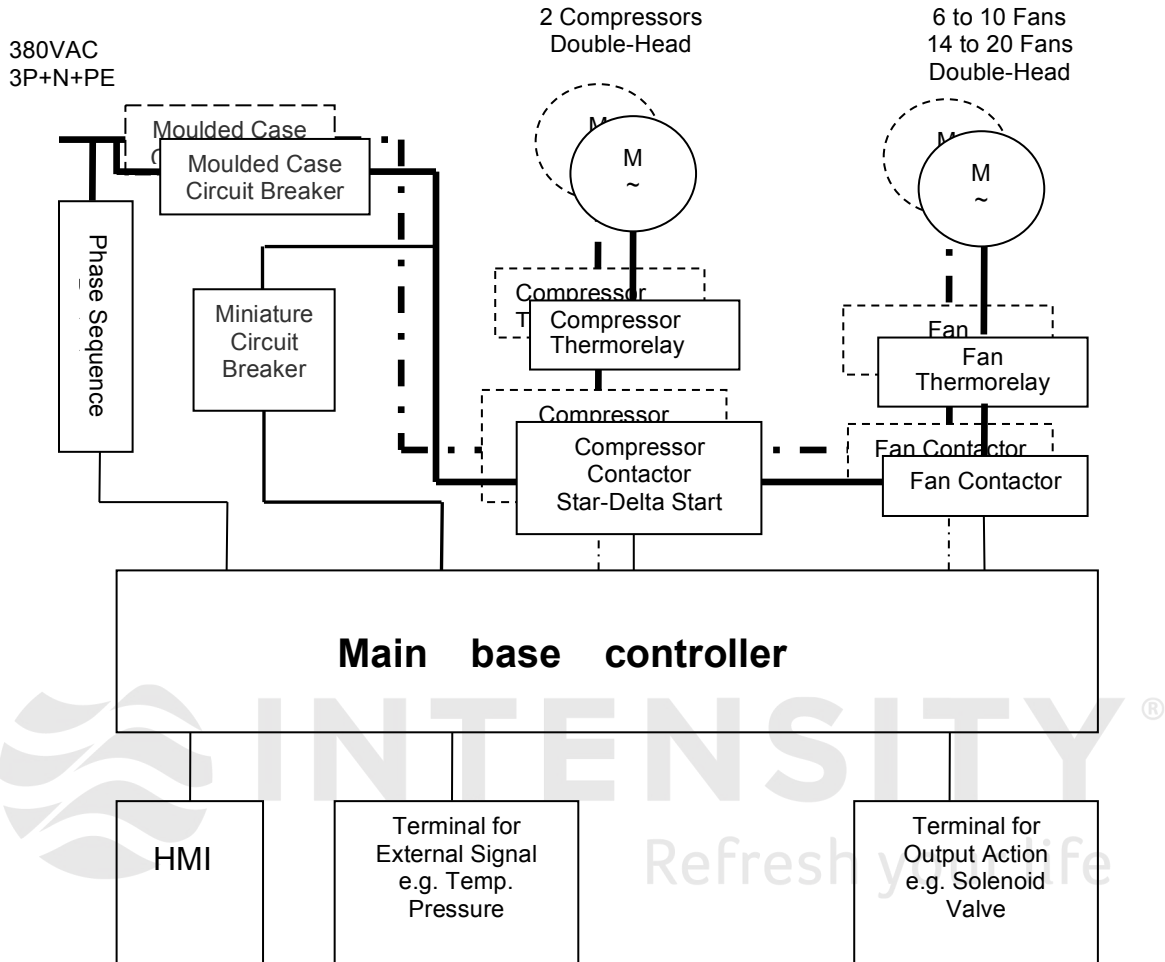 2 Compressors
Double-Head
6 to 10 Fans
14 to 20 Fans
Double-Head
380VAC
3P+N+PE
Moulded Case
Moulded Case
Circuit Breaker
M
~
M
~
Phase Sequence
Miniature
Circuit
Breaker
Compressor
Compressor
Thermorelay
Fan
Fan
Thermorelay
Compressor
Compressor
Contactor
Star-Delta Start
Fan Contactor
Fan Contactor
Main base controller
INTENSITY®
Refresh your life
HMI
Terminal for
External Signal
e.g. Temp.
Pressure
Terminal for
Output Action
e.g. Solenoid
Valve